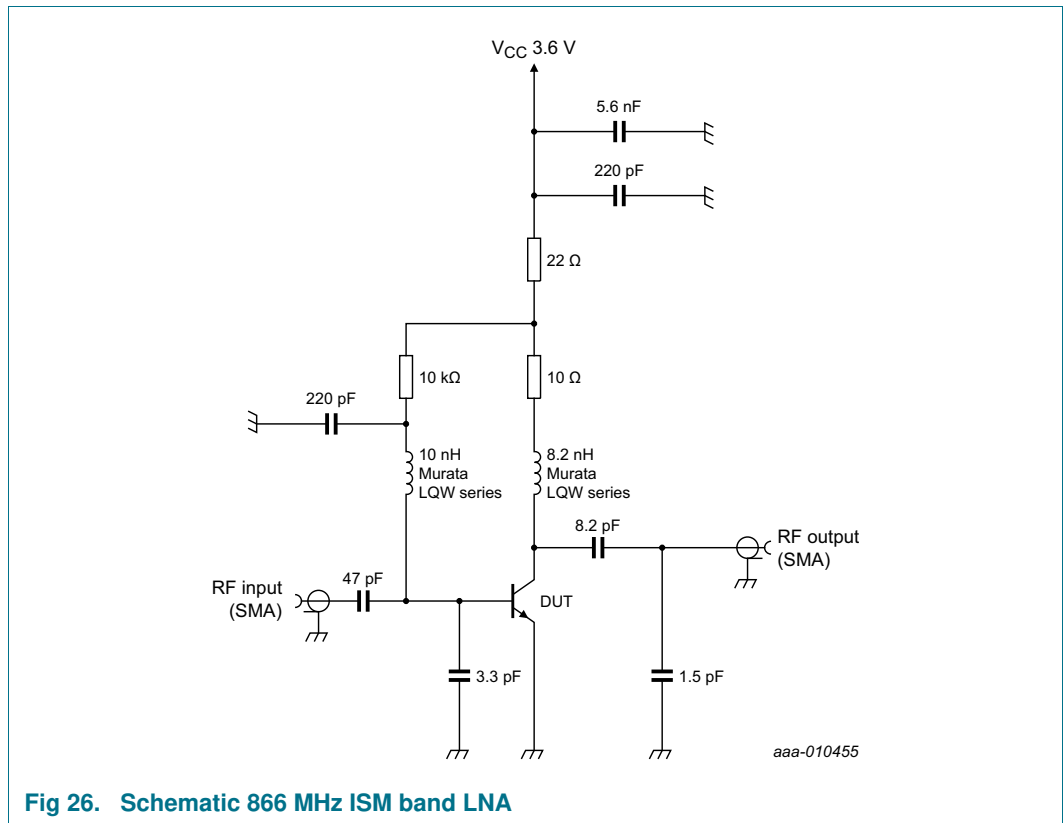 VCC 3.6 V
5.6 nF
220 pF
22 Ω
10 kΩ
10 Ω
220 pF
10 nH
Murata
LQW series
8.2 nH
Murata
LQW series
8.2 pF
RF output
(SMA)
RF input
(SMA)
47 pF
DUT
3.3 pF
1.5 pF
aaa-010455
Fig 26. Schematic 866 MHz ISM band LNA